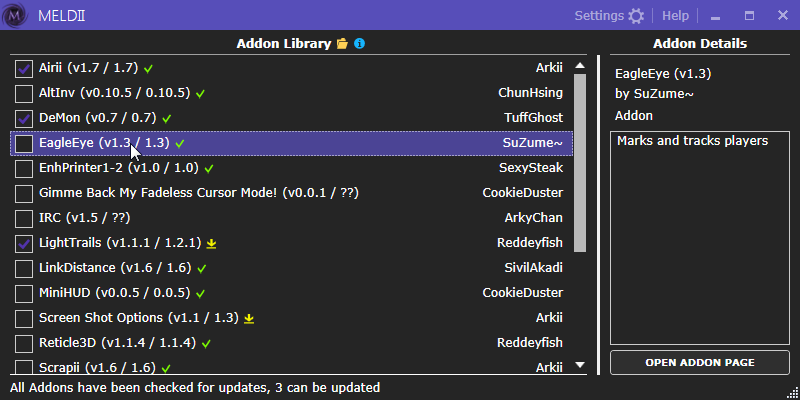 MELDII
Settings
Help
Addon Library
Airii (v1.7 / 1.7) Arkii
AltInv (v0.10.5 / 0.10.5) ChunHsing
DeMon (v0.7 / 0.7) TuffGhost
EagleEye (v1.3 / 1.3) SuZume~
EnhPrinter1-2 (v1.0 / 1.0) SexySteak
Gimme Back My Fadeless Cursor Mode! (v0.0.1 / ??) CookieDuster
IRC (v1.5 / ??) ArkyChan
LightTrails (v1.1.1 / 1.2.1) Reddeyfish
LinkDistance (v1.6 / 1.6) SivilAkadi
MiniHUD (v0.0.5 / 0.0.5) CookieDuster
Screen Shot Options (v1.1 / 1.3) Arkii
Reticle3D (v1.1.4 / 1.1.4) Reddeyfish
Scrapii (v1.6 / 1.6) Arkii
All Addons have been checked for updates, 3 can be updated
Addon Details
EagleEye (v1.3)
by SuZume~
Addon
Marks and tracks players
OPEN ADDON PAGE